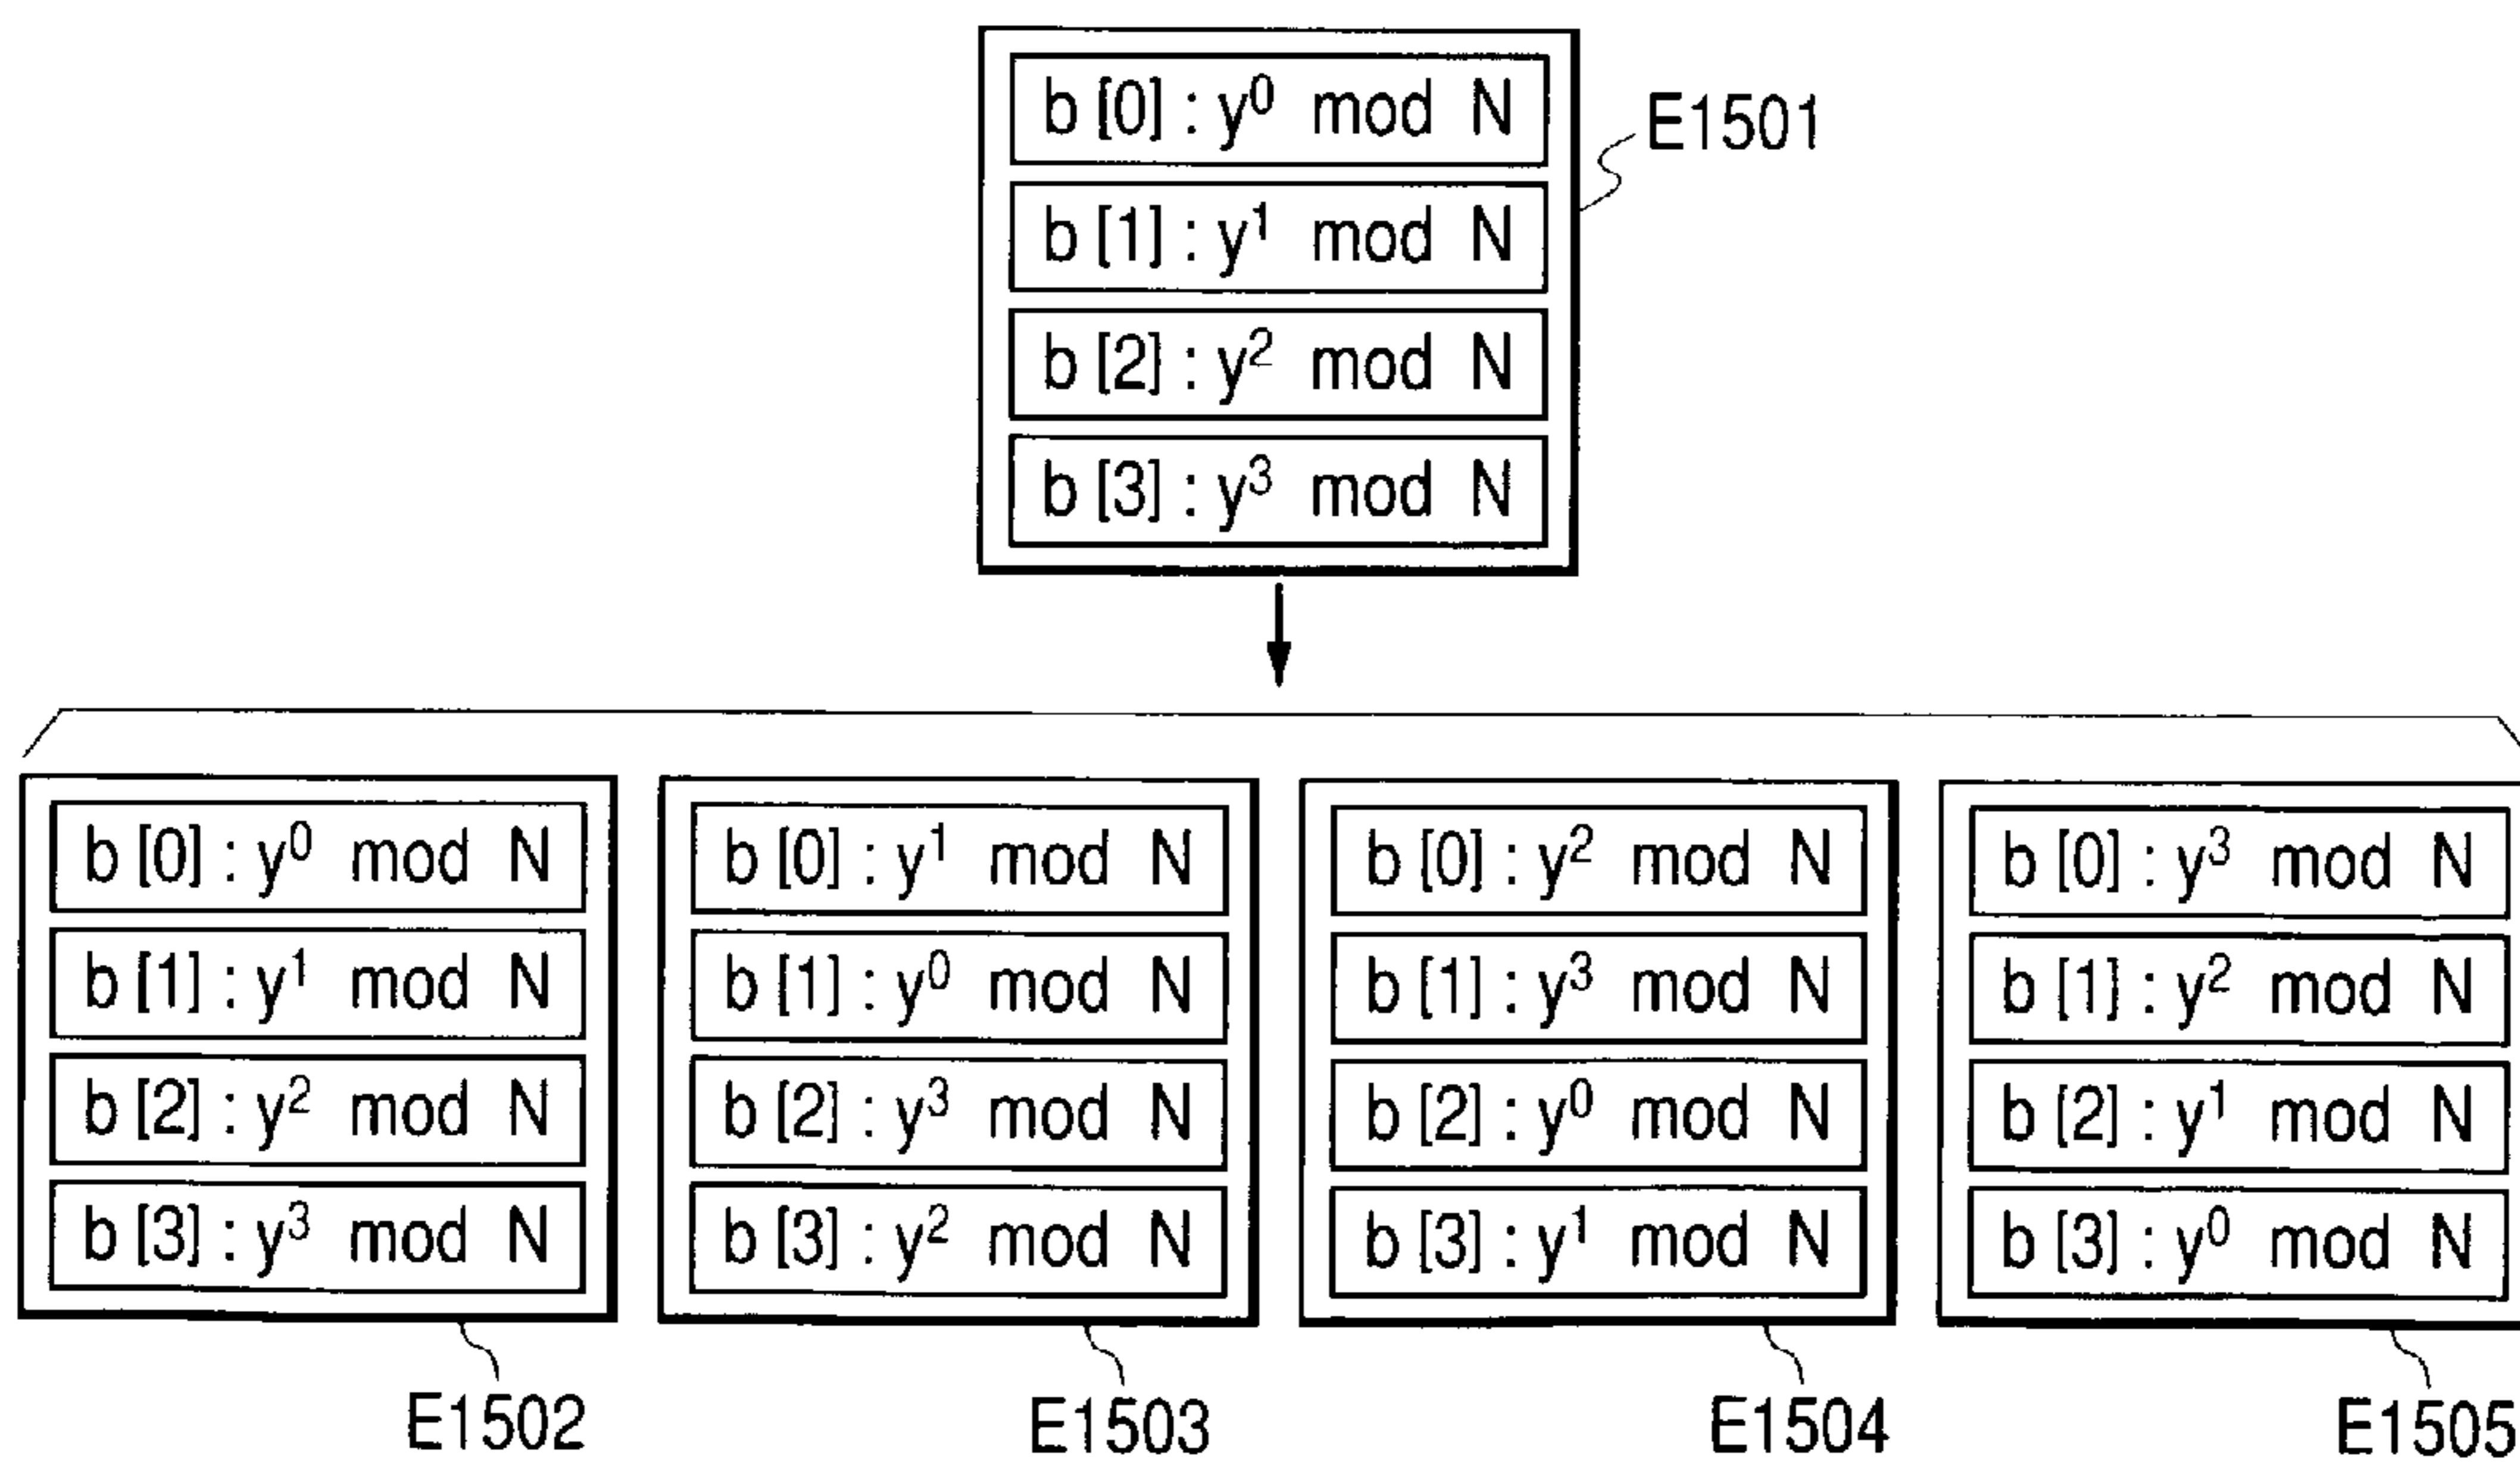 b [0] : y⁰ mod N
E1501
b [1] : y¹ mod N
b [2] : y² mod N
b [3] : y³ mod N
b [0] : y⁰ mod N
b [1] : y¹ mod N
b [2] : y² mod N
b [3] : y³ mod N
E1502
b [0] : y¹ mod N
b [1] : y⁰ mod N
b [2] : y³ mod N
b [3] : y² mod N
E1503
b [0] : y² mod N
b [1] : y³ mod N
b [2] : y⁰ mod N
b [3] : y¹ mod N
E1504
b [0] : y³ mod N
b [1] : y² mod N
b [2] : y¹ mod N
b [3] : y⁰ mod N
E1505